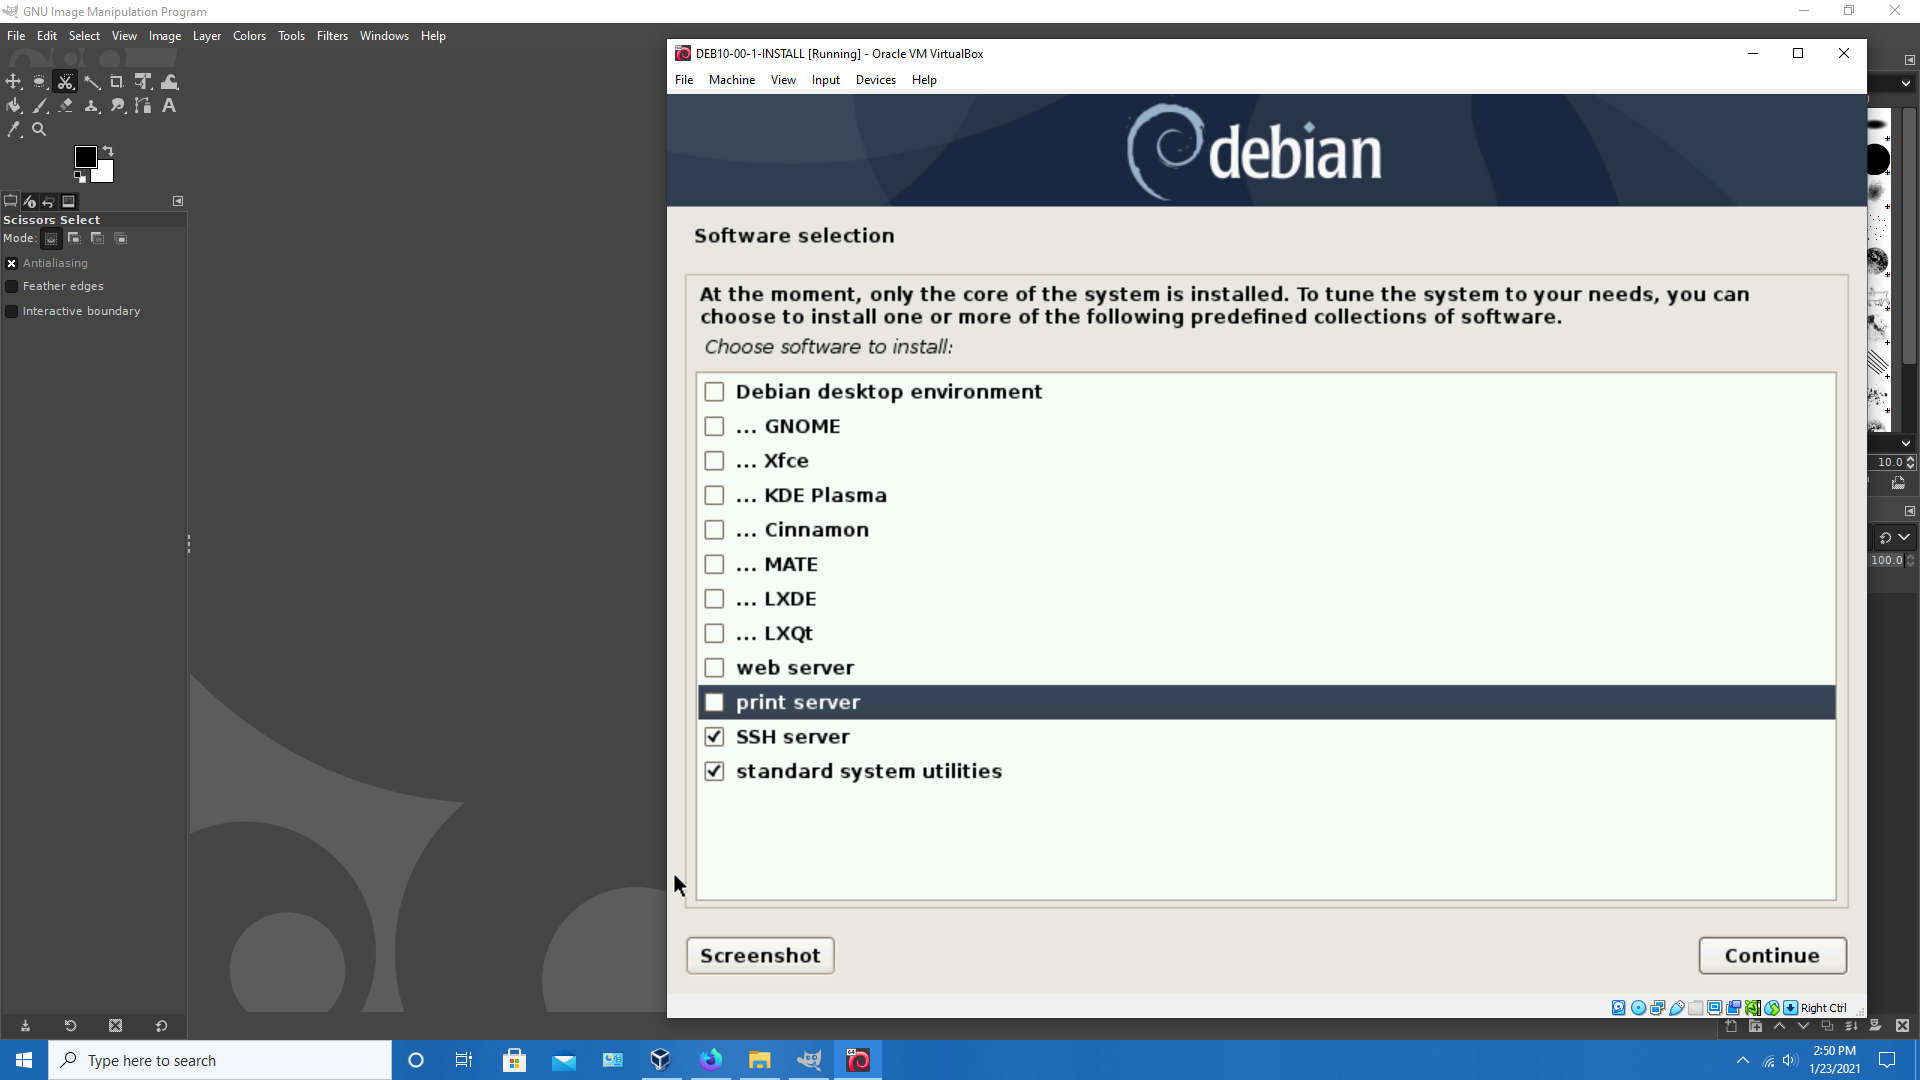 GNU Image Manipulation Program
File Edit Select View Image Layer Colors Tools Filters Windows Help
Scissors Select
Mode:
Antialiasing
Feather edges
Interactive boundary
DEB10-00-1-INSTALL [Running] - Oracle VM VirtualBox
File Machine View Input Devices Help
debian
Software selection
At the moment, only the core of the system is installed. To tune the system to your needs, you can
choose to install one or more of the following predefined collections of software.
Choose software to install:
Debian desktop environment
... GNOME
... Xfce
... KDE Plasma
... Cinnamon
... MATE
... LXDE
... LXQt
web server
print server
SSH server
standard system utilities
Screenshot
Continue
Right Ctrl
10.0
100.0
Type here to search
64
2:50 PM
1/23/2021